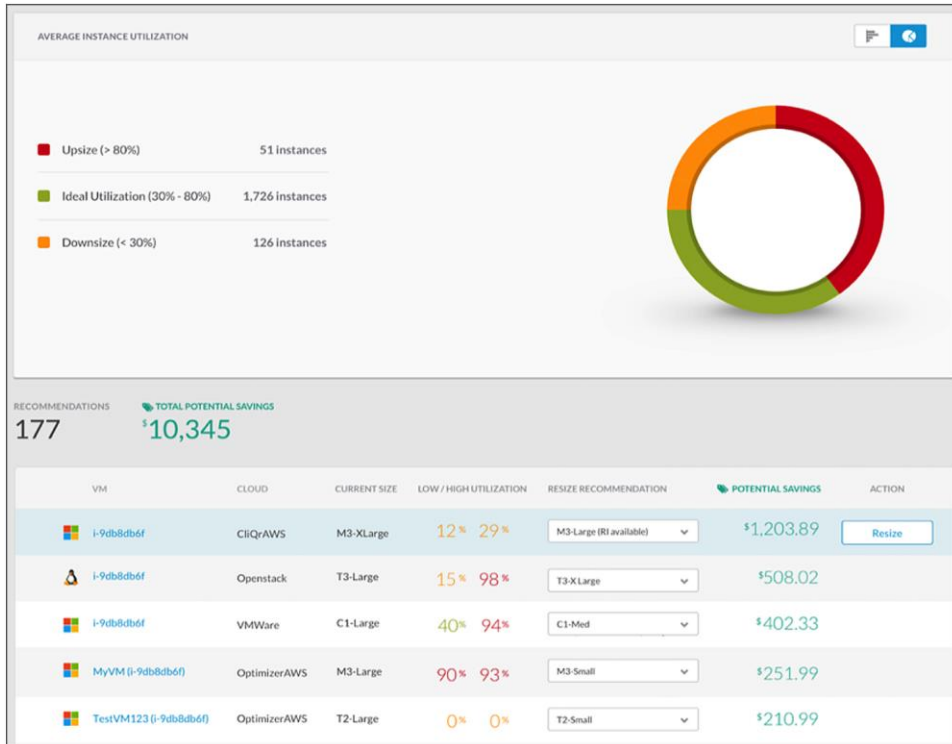 AVERAGE INSTANCE UTILIZATION
Upsize (> 80%) 51 instances
Ideal Utilization (30% - 80%) 1,726 instances
Downsize (< 30%) 126 instances
RECOMMENDATIONS TOTAL POTENTIAL SAVINGS
177 $10,345
VM CLOUD CURRENT SIZE LOW / HIGH UTILIZATION RESIZE RECOMMENDATION POTENTIAL SAVINGS ACTION
i-9db8db6f CliQrAWS M3-XLarge 12% 29% M3-Large (RI available) $1,203.89 Resize
i-9db8db6f Openstack T3-Large 15% 98% T3-X Large $508.02
i-9db8db6f VMWare C1-Large 40% 94% C1-Med $402.33
MyVM (i-9db8db6f) OptimizerAWS M3-Large 90% 93% M3-Small $251.99
TestVM123 (i-9db8db6f) OptimizerAWS T2-Large 0% 0% T2-Small $210.99